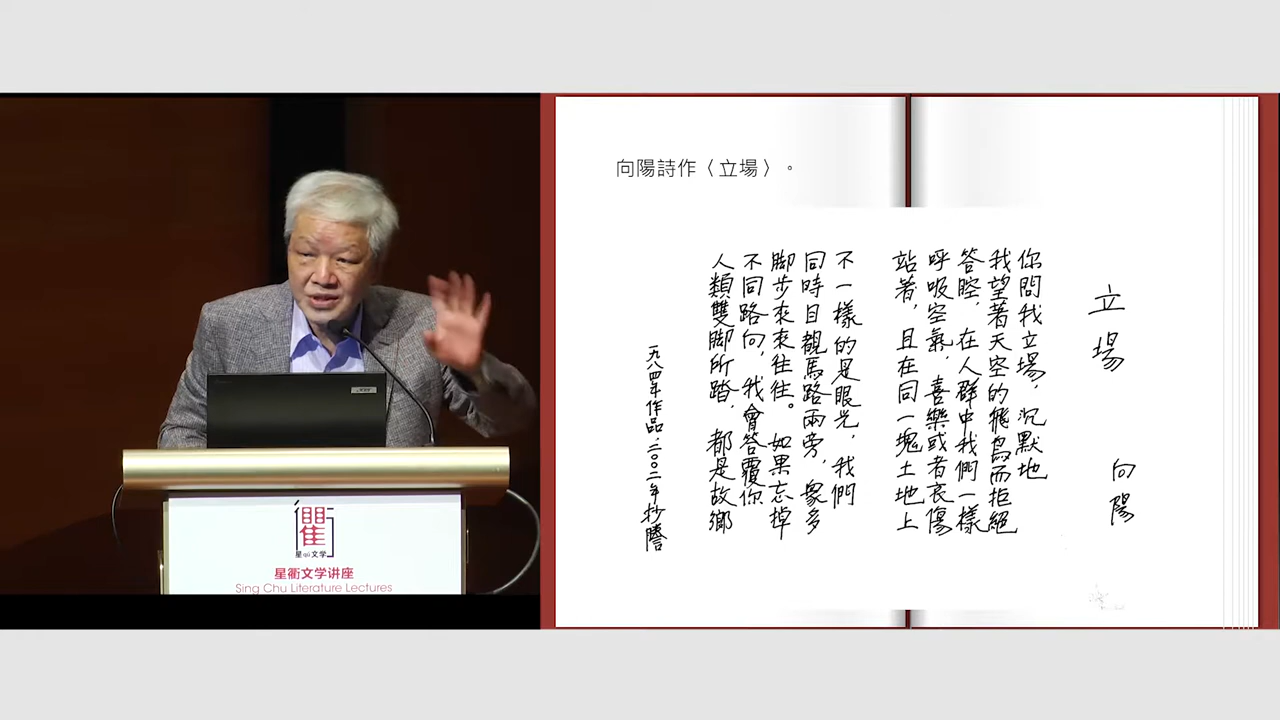 向陽詩作〈立場〉。
立場
向陽
你問我立場,沉默地
我望著天空的飛鳥而拒絕
答腔,在人群中我們一樣
呼吸空氣,喜樂或者哀傷
站著,且在同一塊土地上
不一樣的是眼光,我們
同時目覩馬路兩旁,眾多
脚步來來往往。如果忘掉
不同路向,我會答覆你
人類雙脚所踏,都是故鄉
一九八四年作品,二〇〇二年抄謄
衢
星qú文学
星衢文学讲座
Sing Chu Literature Lectures